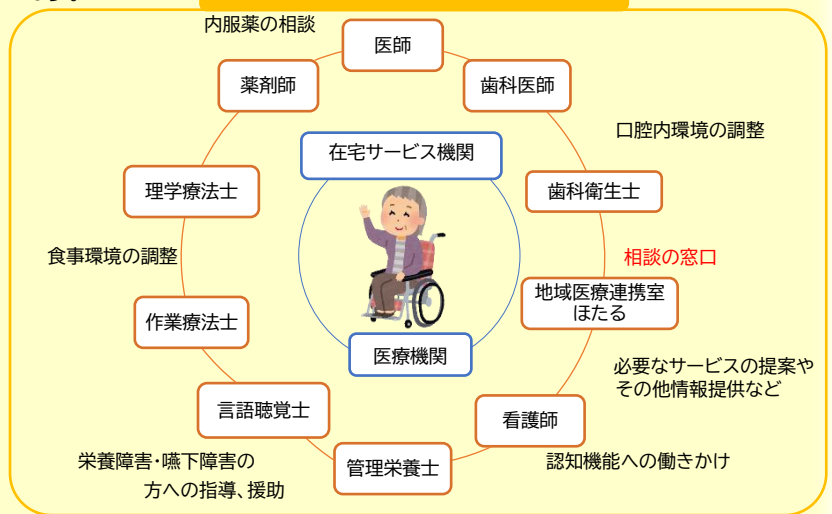 内服薬の相談
医師
薬剤師
歯科医師
口腔内環境の調整
在宅サービス機関
理学療法士
歯科衛生士
食事環境の調整
相談の窓口
地域医療連携室
ほたる
作業療法士
医療機関
必要なサービスの提案や
その他情報提供など
言語聴覚士
看護師
栄養障害・嚥下障害の
方への指導、援助
管理栄養士
認知機能への働きかけ